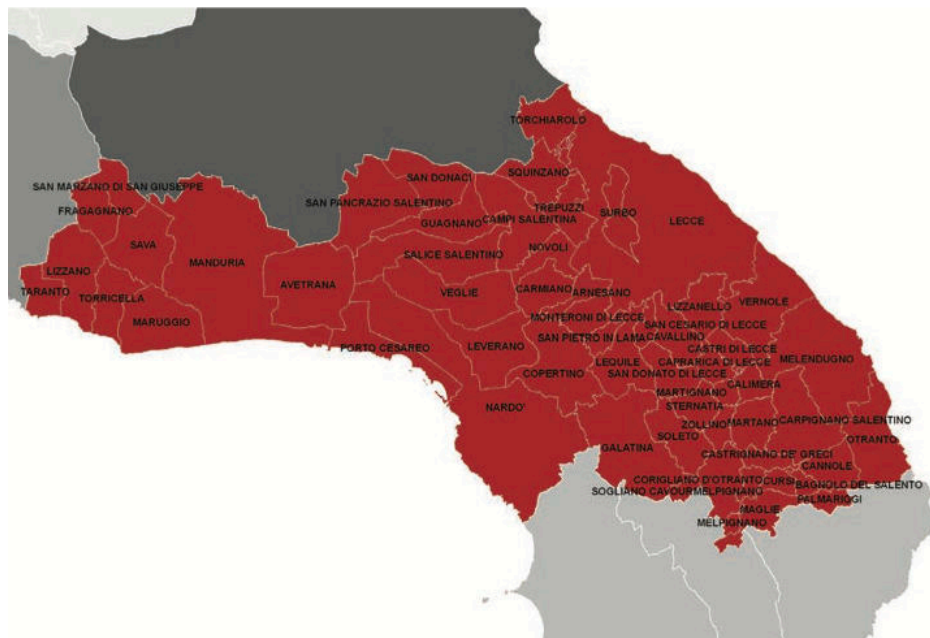 TORCHIAROLO
SQUINZANO
SAN DONACI
SAN MARZANO DI SAN GIUSEPPE
SAN PANCRAZIO SALENTINO
TREPUZZI
FRAGAGNANO
SURBO
GUAGNANO
CAMPI SALENTINA
LECCE
SAVA
NOVOLI
SALICE SALENTINO
MANDURIA
LIZZANO
AVETRANA
TARANTO
VEGLIE
CARMIANO
ARNESANO
TORRICELLA
VERNOLE
LIZZANELLO
MARUGGIO
MONTERONI DI LECCE
SAN CESARIO DI LECCE
SAN PIETRO IN LAMA
CAVALLINO
PORTO CESAREO
LEVERANO
CASTRI DI LECCE
MELENDUGNO
LEQUILE
CAPRARICA DI LECCE
COPERTINO
SAN DONATO DI LECCE
CALIMERA
MARTIGNANO
NARDO'
STERNATIA
CARPIGNANO SALENTINO
ZOLLINO
MARTANO
SOLETO
OTRANTO
GALATINA
CASTRIGNANO DE' GRECI
CANNOLE
CORIGLIANO D'OTRANTO
CURSI
BAGNOLO DEL SALENTO
SOGLIANO CAVOUR
MELPIGNANO
PALMARIGGI
MAGLIE
MELPIGNANO